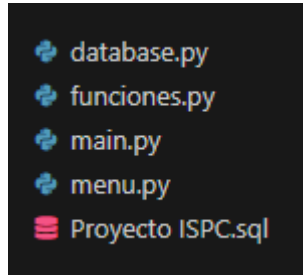 database.py
funciones.py
main.py
menu.py
Proyecto ISPC.sql